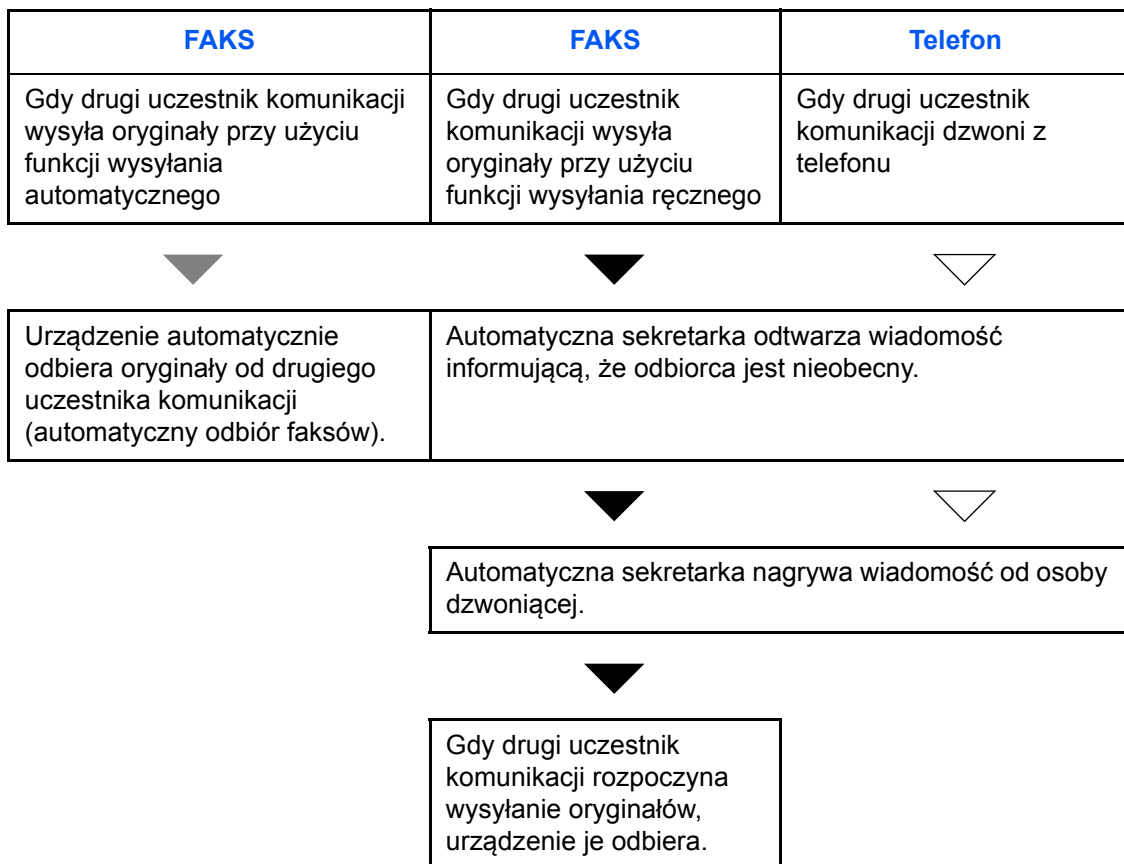 FAKS
FAKS
Telefon
Gdy drugi uczestnik komunikacji
wysyła oryginały przy użyciu
funkcji wysyłania
automatycznego
Gdy drugi uczestnik
komunikacji wysyła
oryginały przy użyciu
funkcji wysyłania ręcznego
Gdy drugi uczestnik
komunikacji dzwoni z
telefonu
Urządzenie automatycznie
odbiera oryginały od drugiego
uczestnika komunikacji
(automatyczny odbiór faksów).
Automatyczna sekretarka odtwarza wiadomość
informującą, że odbiorca jest nieobecny.
Automatyczna sekretarka nagrywa wiadomość od osoby
dzwoniącej.
Gdy drugi uczestnik
komunikacji rozpoczyna
wysyłanie oryginałów,
urządzenie je odbiera.